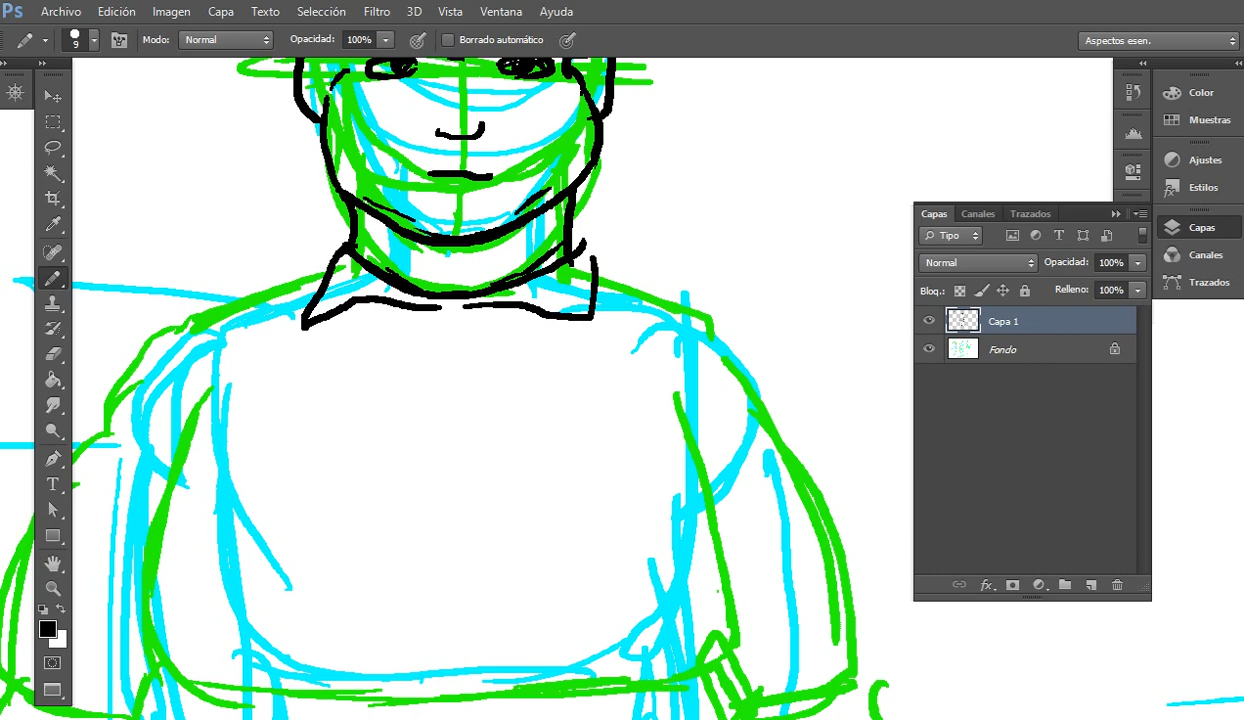 Ps Archivo Edición Imagen Capa Texto Selección Filtro 3D Vista Ventana Ayuda
9 Modo: Normal Opacidad: 100% Borrado automático Aspectos esen.
Color
Muestras
Ajustes
Estilos
Capas
Canales
Trazados
Capas Canales Trazados
Tipo T
Normal Opacidad: 100%
Bloq.: Relleno: 100%
Capa 1
Fondo
fx
T